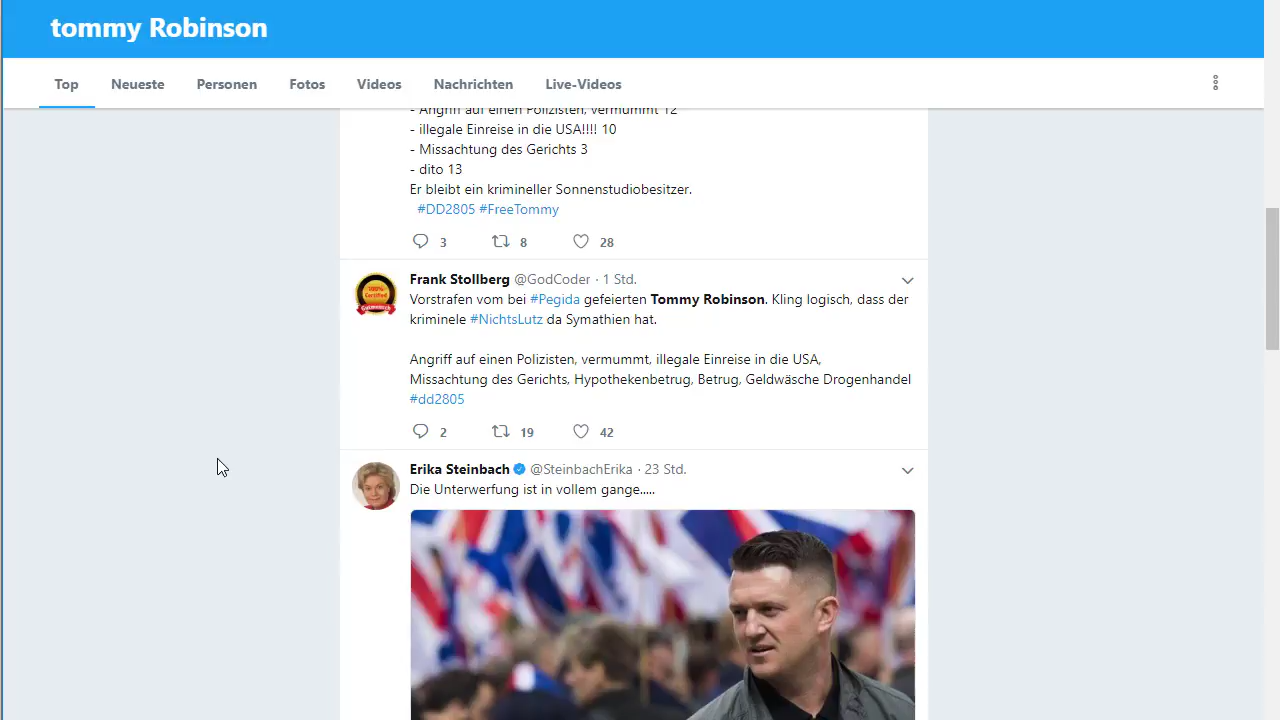 tommy Robinson
Top Neueste Personen Fotos Videos Nachrichten Live-Videos
- Angriff auf einen Polizisten, vermummt 12
- illegale Einreise in die USA!!!! 10
- Missachtung des Gerichts 3
- dito 13
Er bleibt ein krimineller Sonnenstudiobesitzer.
#DD2805 #FreeTommy
3 8 28
Frank Stollberg @GodCoder · 1 Std.
Vorstrafen vom bei #Pegida gefeierten Tommy Robinson. Kling logisch, dass der
kriminele #NichtsLutz da Symathien hat.
Angriff auf einen Polizisten, vermummt, illegale Einreise in die USA,
Missachtung des Gerichts, Hypothekenbetrug, Betrug, Geldwäsche Drogenhandel
#dd2805
2 19 42
Erika Steinbach @SteinbachErika · 23 Std.
Die Unterwerfung ist in vollem gange.....